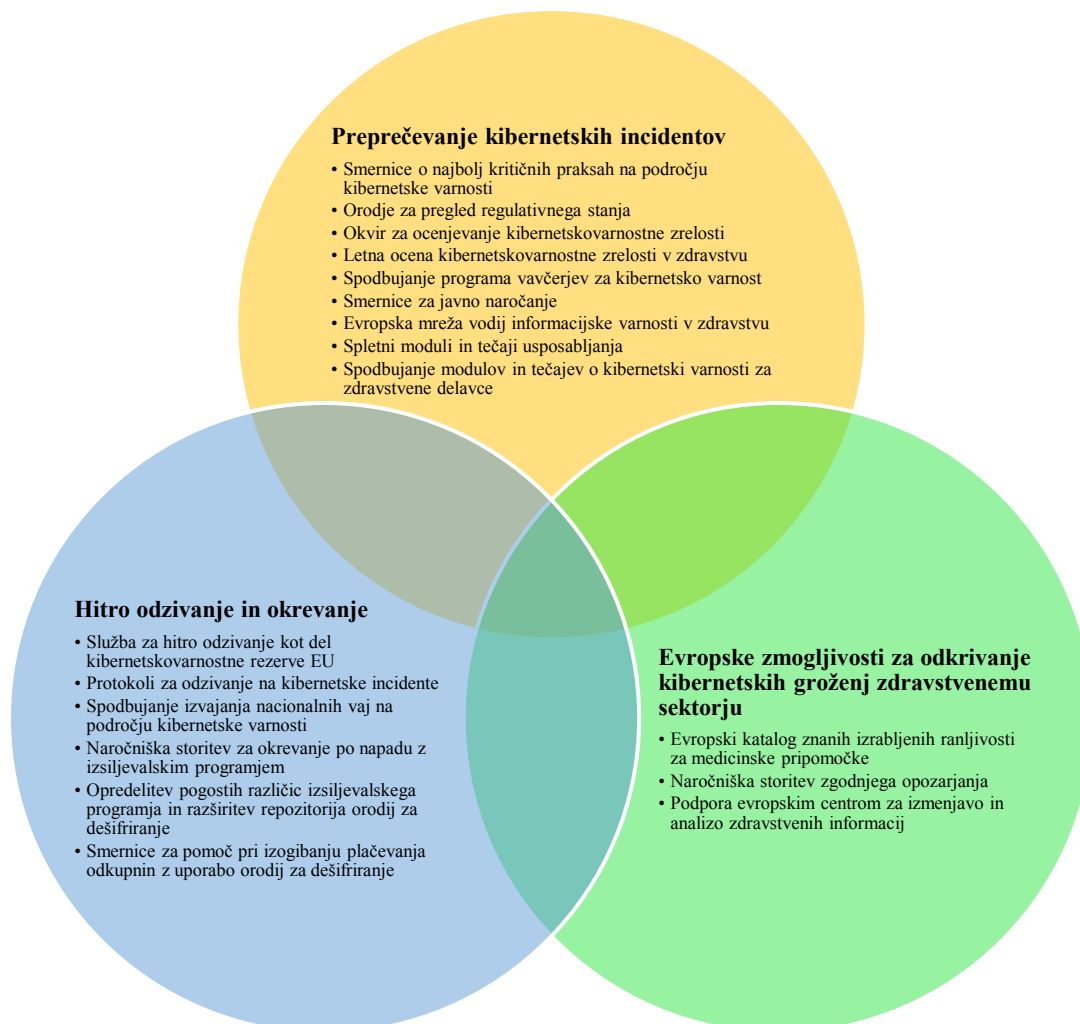 Preprečevanje kibernetskih incidentov
• Smernice o najbolj kritičnih praksah na področju
kibernetske varnosti
• Orodje za pregled regulativnega stanja
• Okvir za ocenjevanje kibernetskovarnostne zrelosti
• Letna ocena kibernetskovarnostne zrelosti v zdravstvu
• Spodbujanje programa vavčerjev za kibernetsko varnost
• Smernice za javno naročanje
• Evropska mreža vodij informacijske varnosti v zdravstvu
• Spletni moduli in tečaji usposabljanja
• Spodbujanje modulov in tečajev o kibernetski varnosti za
zdravstvene delavce
Hitro odzivanje in okrevanje
• Služba za hitro odzivanje kot del
kibernetskovarnostne rezerve EU
• Protokoli za odzivanje na kibernetske incidente
• Spodbujanje izvajanja nacionalnih vaj na
področju kibernetske varnosti
• Naročniška storitev za okrevanje po napadu z
izsiljevalskim programjem
• Opredelitev pogostih različic izsiljevalskega
programja in razširitev repozitorija orodij za
dešifriranje
• Smernice za pomoč pri izogibanju plačevanja
odkupnin z uporabo orodij za dešifriranje
Evropske zmogljivosti za odkrivanje
kibernetskih groženj zdravstvenemu
sektorju
• Evropski katalog znanih izrabljenih ranljivosti
za medicinske pripomočke
• Naročniška storitev zgodnjega opozarjanja
• Podpora evropskim centrom za izmenjavo in
analizo zdravstvenih informacij